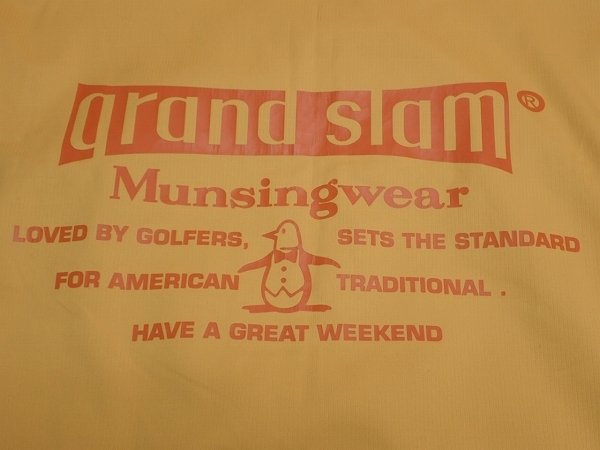 grand slam®
Munsingwear
LOVED BY GOLFERS, SETS THE STANDARD
FOR AMERICAN TRADITIONAL .
HAVE A GREAT WEEKEND